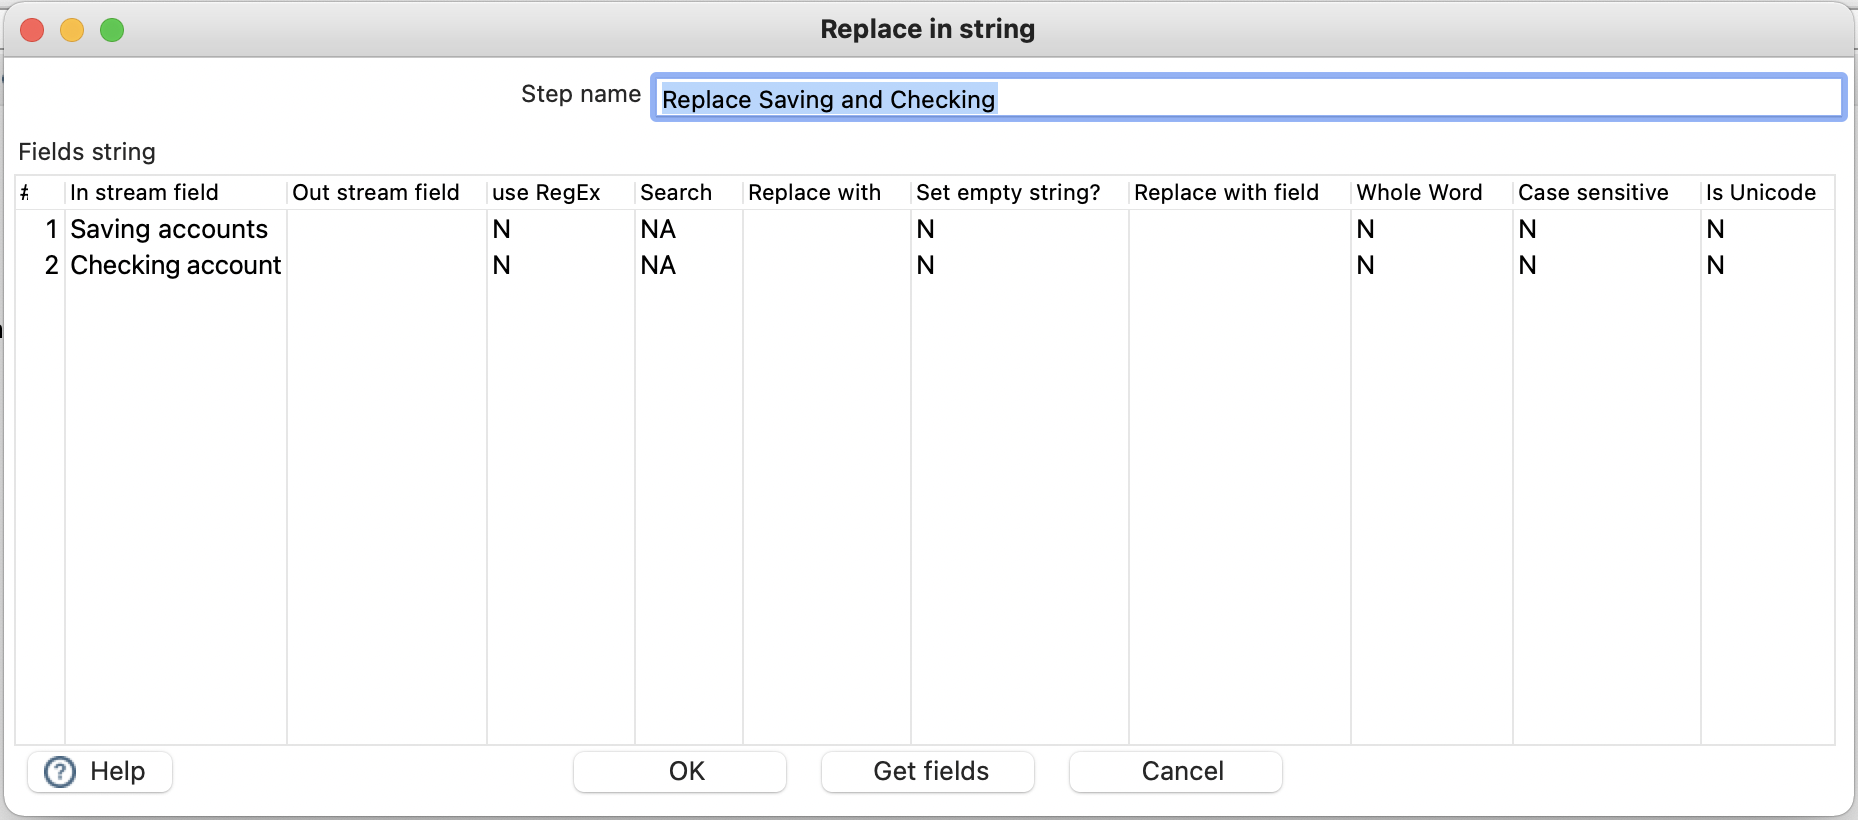 Replace in string
Step name Replace Saving and Checking
Fields string
# In stream field Out stream field use RegEx Search Replace with Set empty string? Replace with field Whole Word Case sensitive Is Unicode
1 Saving accounts N NA N N N N
2 Checking account N NA N N N N
? Help OK Get fields Cancel